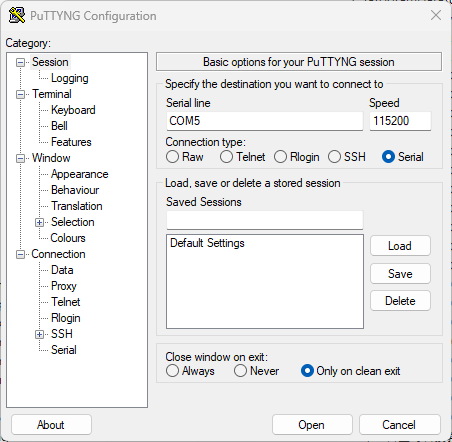 PuTTYNG Configuration
Category:
Session
Logging
Terminal
Keyboard
Bell
Features
Window
Appearance
Behaviour
Translation
Selection
Colours
Connection
Data
Proxy
Telnet
Rlogin
SSH
Serial
Basic options for your PuTTYNG session
Specify the destination you want to connect to
Serial line Speed
COM5 115200
Connection type:
Raw Telnet Rlogin SSH Serial
Load, save or delete a stored session
Saved Sessions
Default Settings
Load
Save
Delete
Close window on exit:
Always Never Only on clean exit
About Open Cancel